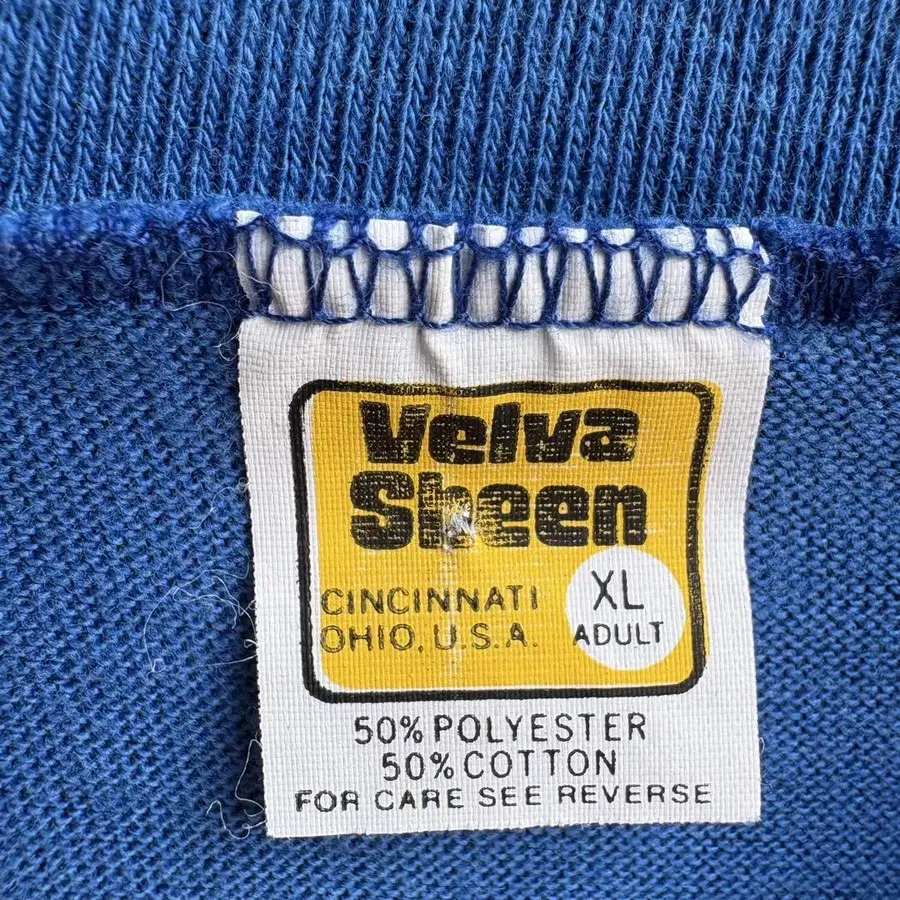 Velva
Sheen
CINCINNATI
OHIO, U.S.A.
XL
ADULT
50% POLYESTER
50% COTTON
FOR CARE SEE REVERSE